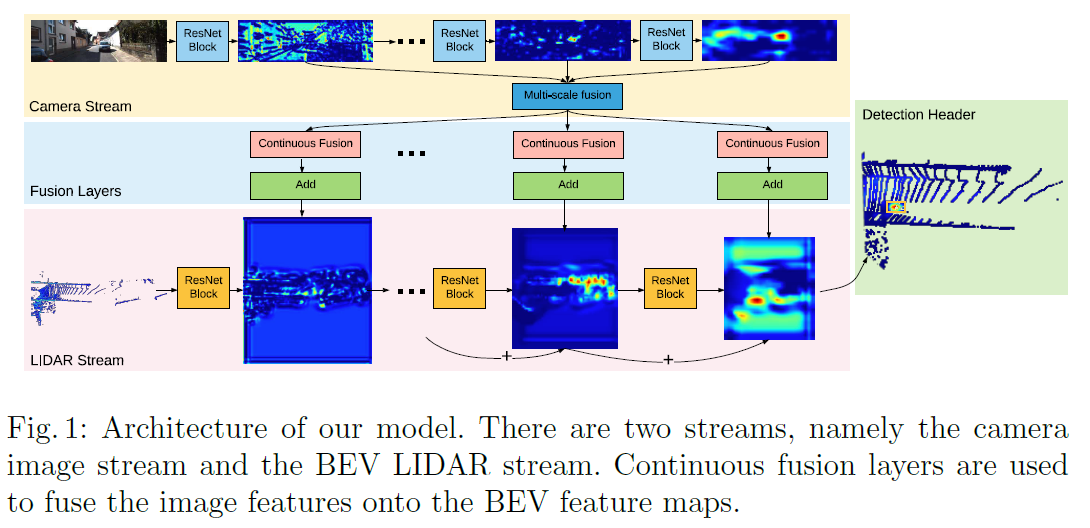 ResNet
Block
ResNet
Block
ResNet
Block
Multi-scale fusion
Camera Stream
Continuous Fusion
Continuous Fusion
Continuous Fusion
Add
Add
Add
Fusion Layers
ResNet
Block
ResNet
Block
ResNet
Block
+
+
LIDAR Stream
Detection Header
Fig. 1: Architecture of our model. There are two streams, namely the camera
image stream and the BEV LIDAR stream. Continuous fusion layers are used
to fuse the image features onto the BEV feature maps.